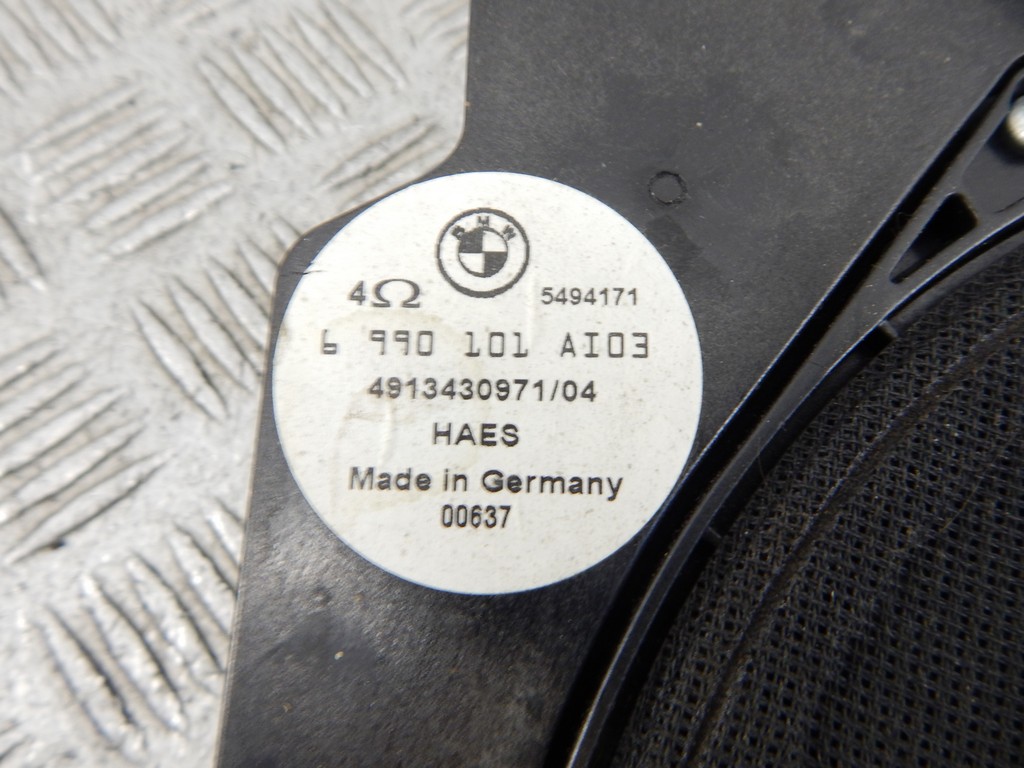 BMW
4Ω 5494171
6 990 101 AI03
4913430971/04
HAES
Made in Germany
00637